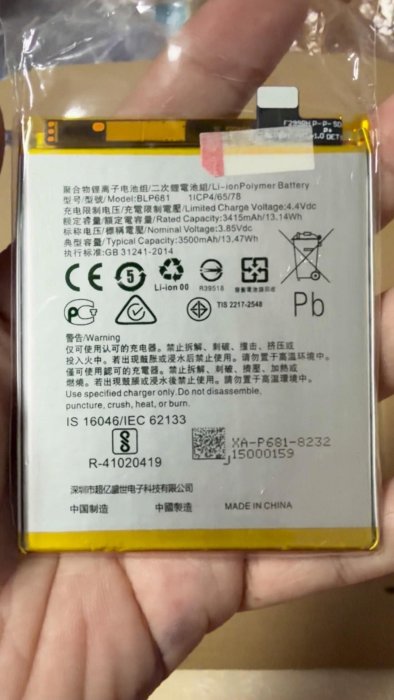 P-P-
聚合物锂离子电池组/二次鋰電池組/Li-ionPolymer Battery
型号/型號/Model:BLP681 1ICP4/65/78
充电限制电压/充電限制電壓/Limited Charge Voltage:4.4Vdc
额定容量/額定容量/Rated Capacity:3415mAh/13.14Wh
标称电压/標稱電壓/Nominal Voltage:3.85Vdc
典型容量/Typical Capacity:3500mAh/13.47Wh
执行标准:GB 31241-2014
CE
5
Li-ion 00
R39518
廢電池請回收
PC
TIS 2217-2548
Pb
警告/Warning
仅可使用认可的充电器。禁止拆解、刺破、撞击、挤压或
投入火中。若出现鼓胀或浸水后禁止使用。请勿置于高温环境中。
僅可使用認可的充電器。禁止拆解、刺破、擠壓、加熱或
燃燒。若出現鼓脹或浸水後禁止使用。請勿置于高溫環境中。
Use specified charger only.Do not disassemble,
puncture, crush, heat, or burn.
IS 16046/IEC 62133
R-41020419
XA-P681-8232
J15000159
深圳市超亿盛世电子科技有限公司
中国制造 中國製造 MADE IN CHINA